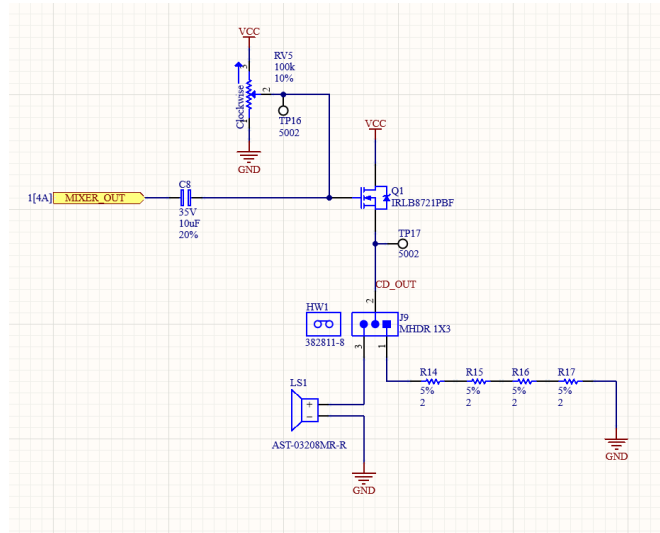 VCC
RV5
100k
10%
3
2
Clockwise
1
TP16
5002
GND
VCC
1[4A]
MIXER_OUT
C8
35V
10uF
20%
Q1
IRLB8721PBF
TP17
5002
CD_OUT
2
HW1
382811-8
J9
MHDR 1X3
3
1
R14
5%
2
R15
5%
2
R16
5%
2
R17
5%
2
LS1
+
−
AST-03208MR-R
GND
GND